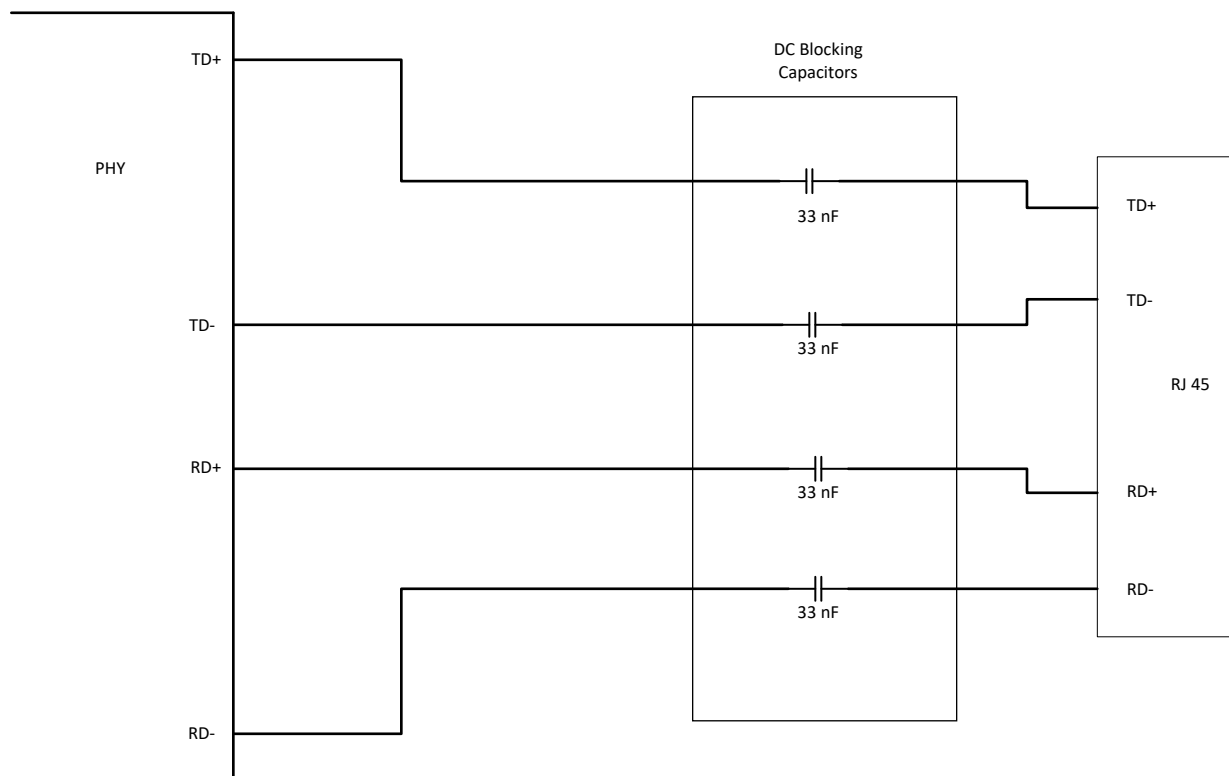 DC Blocking
Capacitors
TD+
PHY
TD+
33 nF
TD-
TD-
33 nF
RJ 45
RD+
RD+
33 nF
RD-
33 nF
RD-